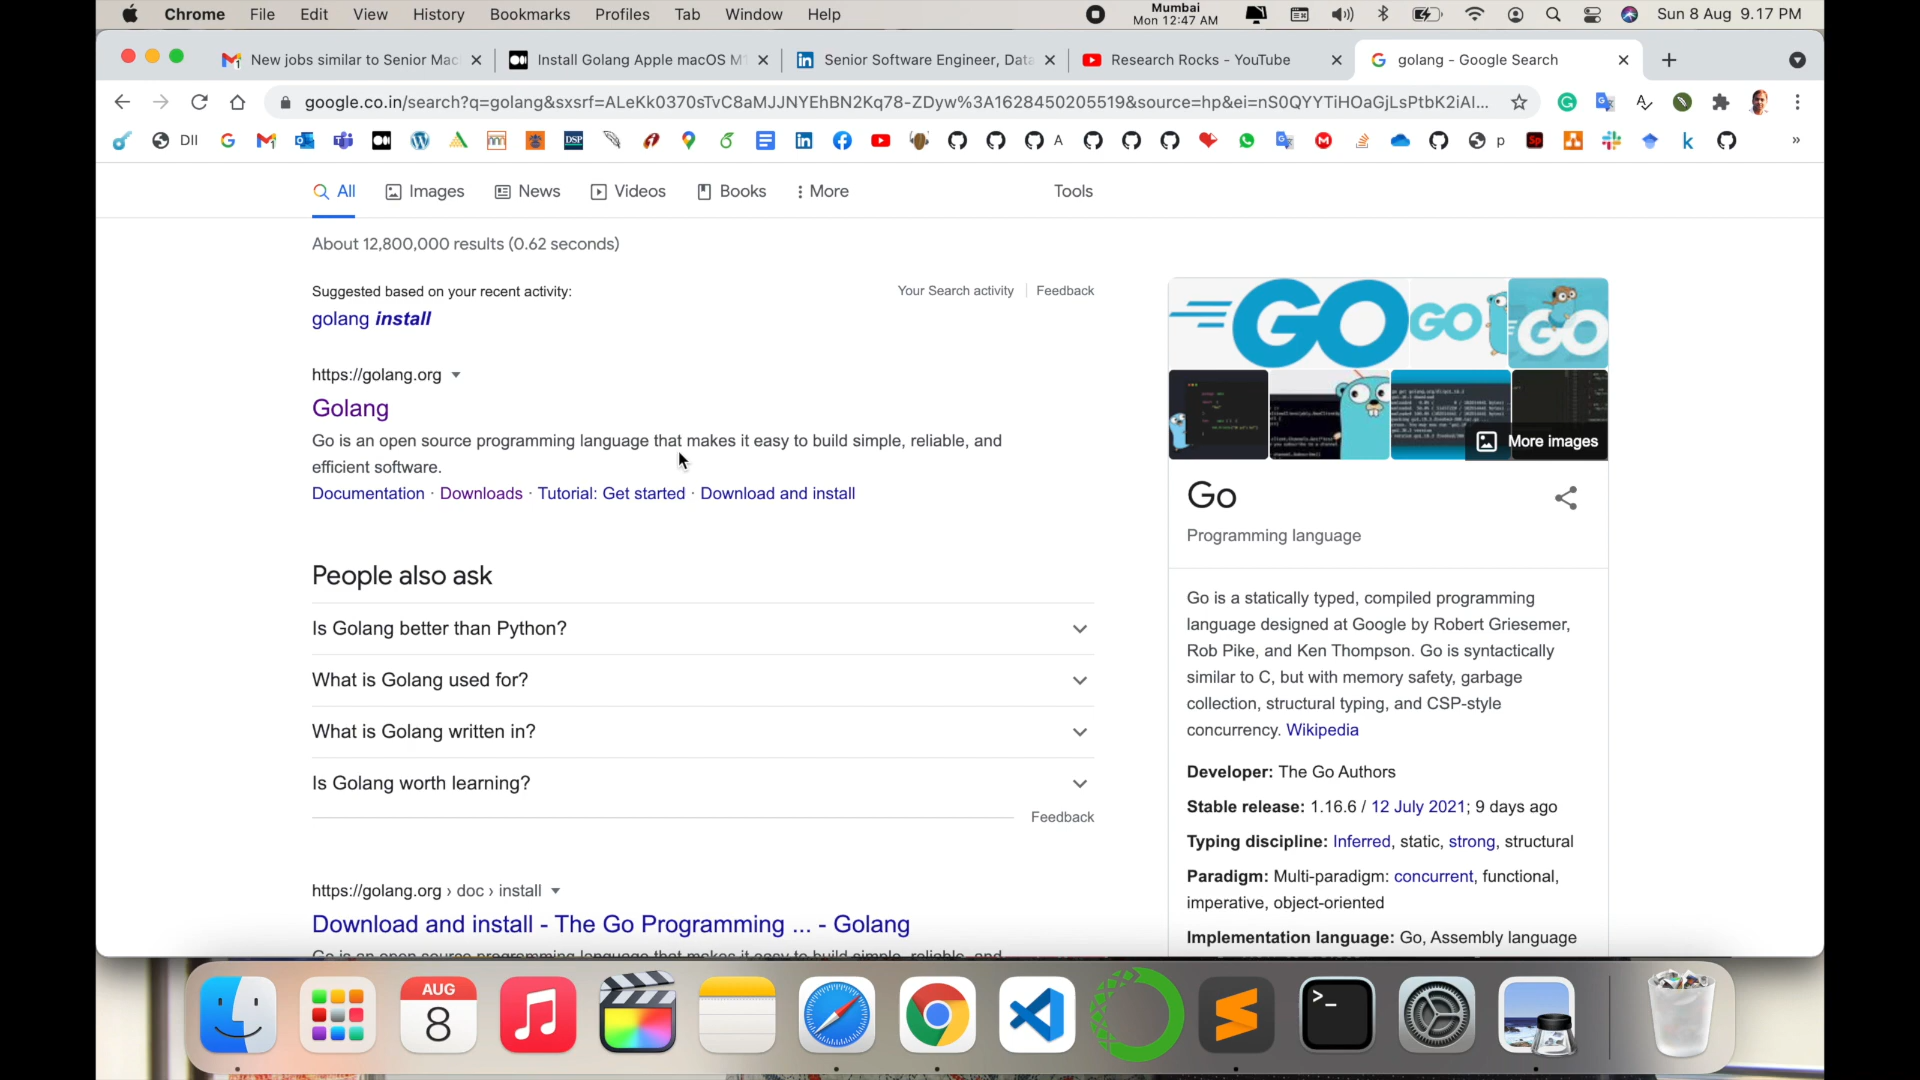 Chrome File Edit View History Bookmarks Profiles Tab Window Help
Mumbai
Mon 12:47 AM
Sun 8 Aug 9.17 PM
New jobs similar to Senior Mac
Install Golang Apple macOS M1
Senior Software Engineer, Data
Research Rocks - YouTube
golang - Google Search
google.co.in/search?q=golang&sxsrf=ALeKk0370sTvC8aMJJNYEhBN2Kq78-ZDyw%3A1628450205519&source=hp&ei=nS0QYYTiHOaGjLsPtbK2iAI...
DII
DSP
A
p
Sp
k
»
All Images News Videos Books More Tools
About 12,800,000 results (0.62 seconds)
Suggested based on your recent activity:
Your Search activity Feedback
golang install
https://golang.org
Golang
Go is an open source programming language that makes it easy to build simple, reliable, and
efficient software.
Documentation · Downloads · Tutorial: Get started · Download and install
People also ask
Is Golang better than Python?
What is Golang used for?
What is Golang written in?
Is Golang worth learning?
Feedback
https://golang.org › doc › install
Download and install - The Go Programming ... - Golang
GO
GO
GO
More images
Go
Programming language
Go is a statically typed, compiled programming
language designed at Google by Robert Griesemer,
Rob Pike, and Ken Thompson. Go is syntactically
similar to C, but with memory safety, garbage
collection, structural typing, and CSP-style
concurrency. Wikipedia
Developer: The Go Authors
Stable release: 1.16.6 / 12 July 2021; 9 days ago
Typing discipline: Inferred, static, strong, structural
Paradigm: Multi-paradigm: concurrent, functional,
imperative, object-oriented
Implementation language: Go, Assembly language
AUG
8